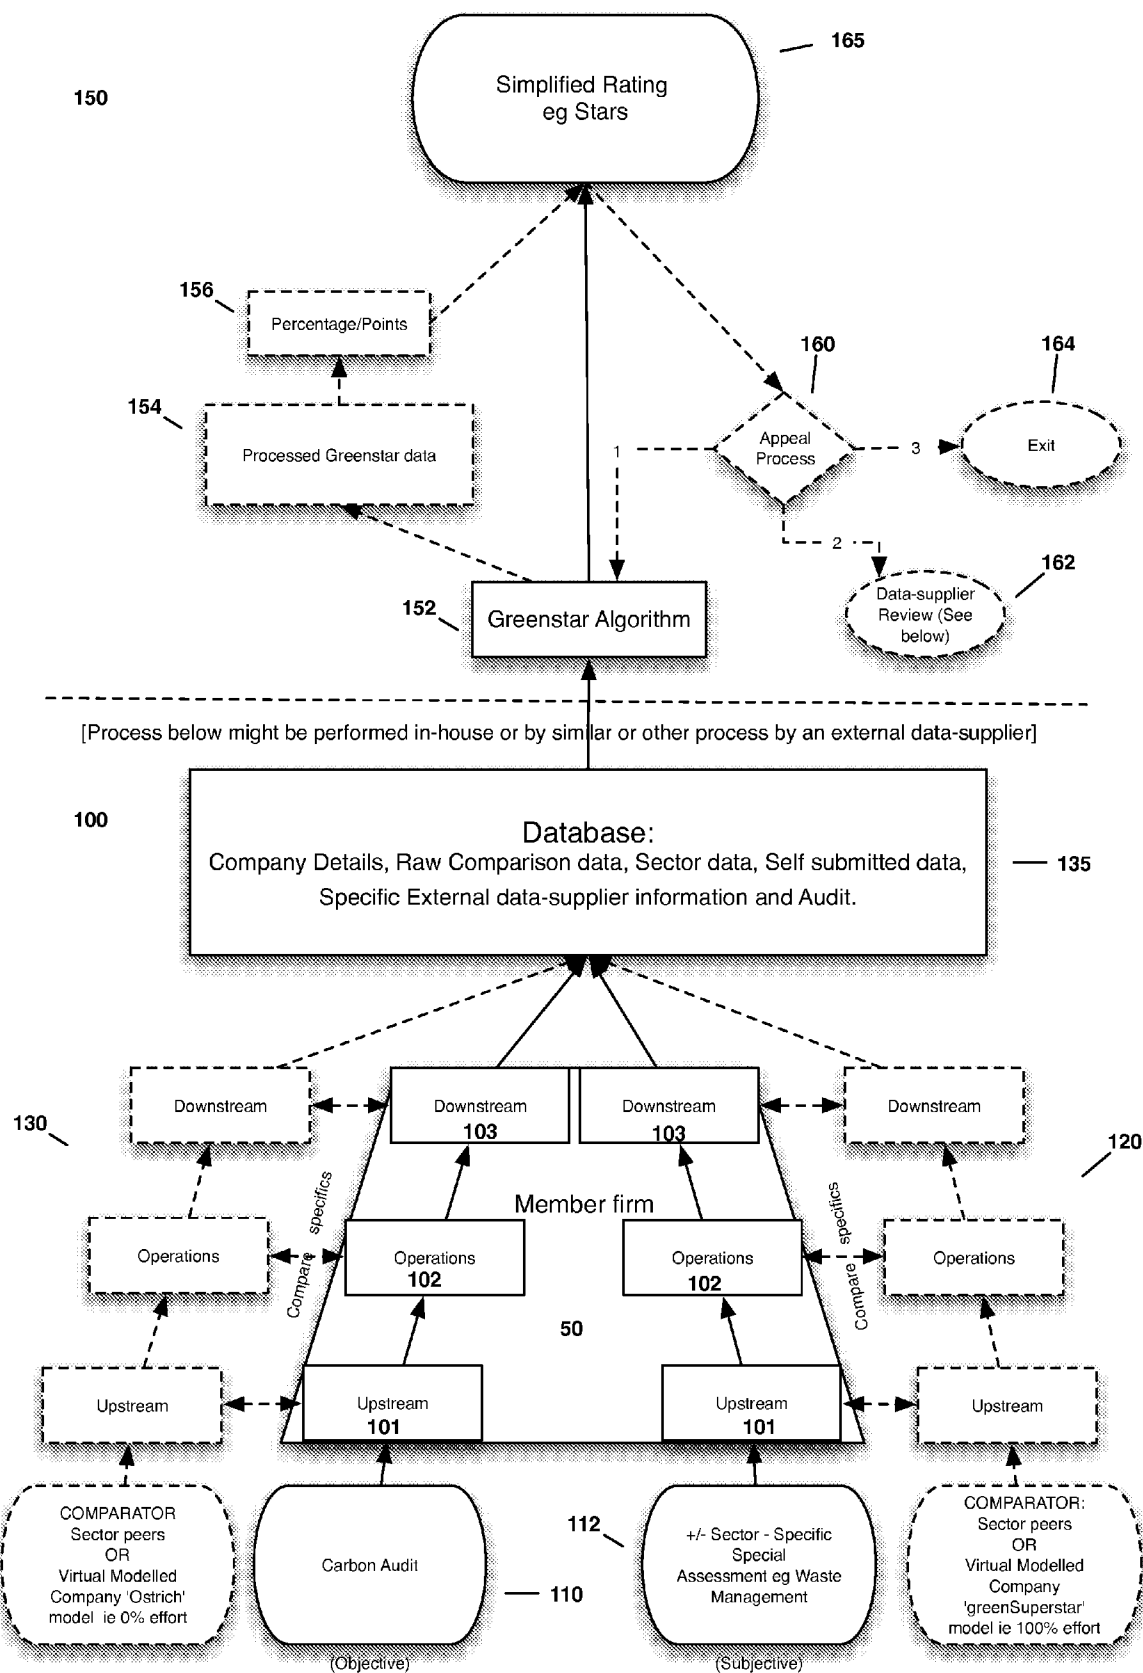 165
Simplified Rating
eg Stars
150
156
Percentage/Points
160
164
154
Appeal
Process
Exit
Processed Greenstar data
1
3
2
162
Data-supplier
Review (See
below)
152
Greenstar Algorithm
[Process below might be performed in-house or by similar or other process by an external data-supplier]
100
Database:
Company Details, Raw Comparison data, Sector data, Self submitted data,
Specific External data-supplier information and Audit.
135
130
Downstream
Downstream
103
Downstream
103
Downstream
120
Compare specifics
Member firm
Compare specifics
Operations
Operations
102
Operations
102
Operations
50
Upstream
Upstream
101
Upstream
101
Upstream
COMPARATOR
Sector peers
OR
Virtual Modelled
Company 'Ostrich'
model ie 0% effort
Carbon Audit
110
(Objective)
112
+/- Sector - Specific
Special
Assessment eg Waste
Management
(Subjective)
COMPARATOR:
Sector peers
OR
Virtual Modelled
Company
'greenSuperstar'
model ie 100% effort